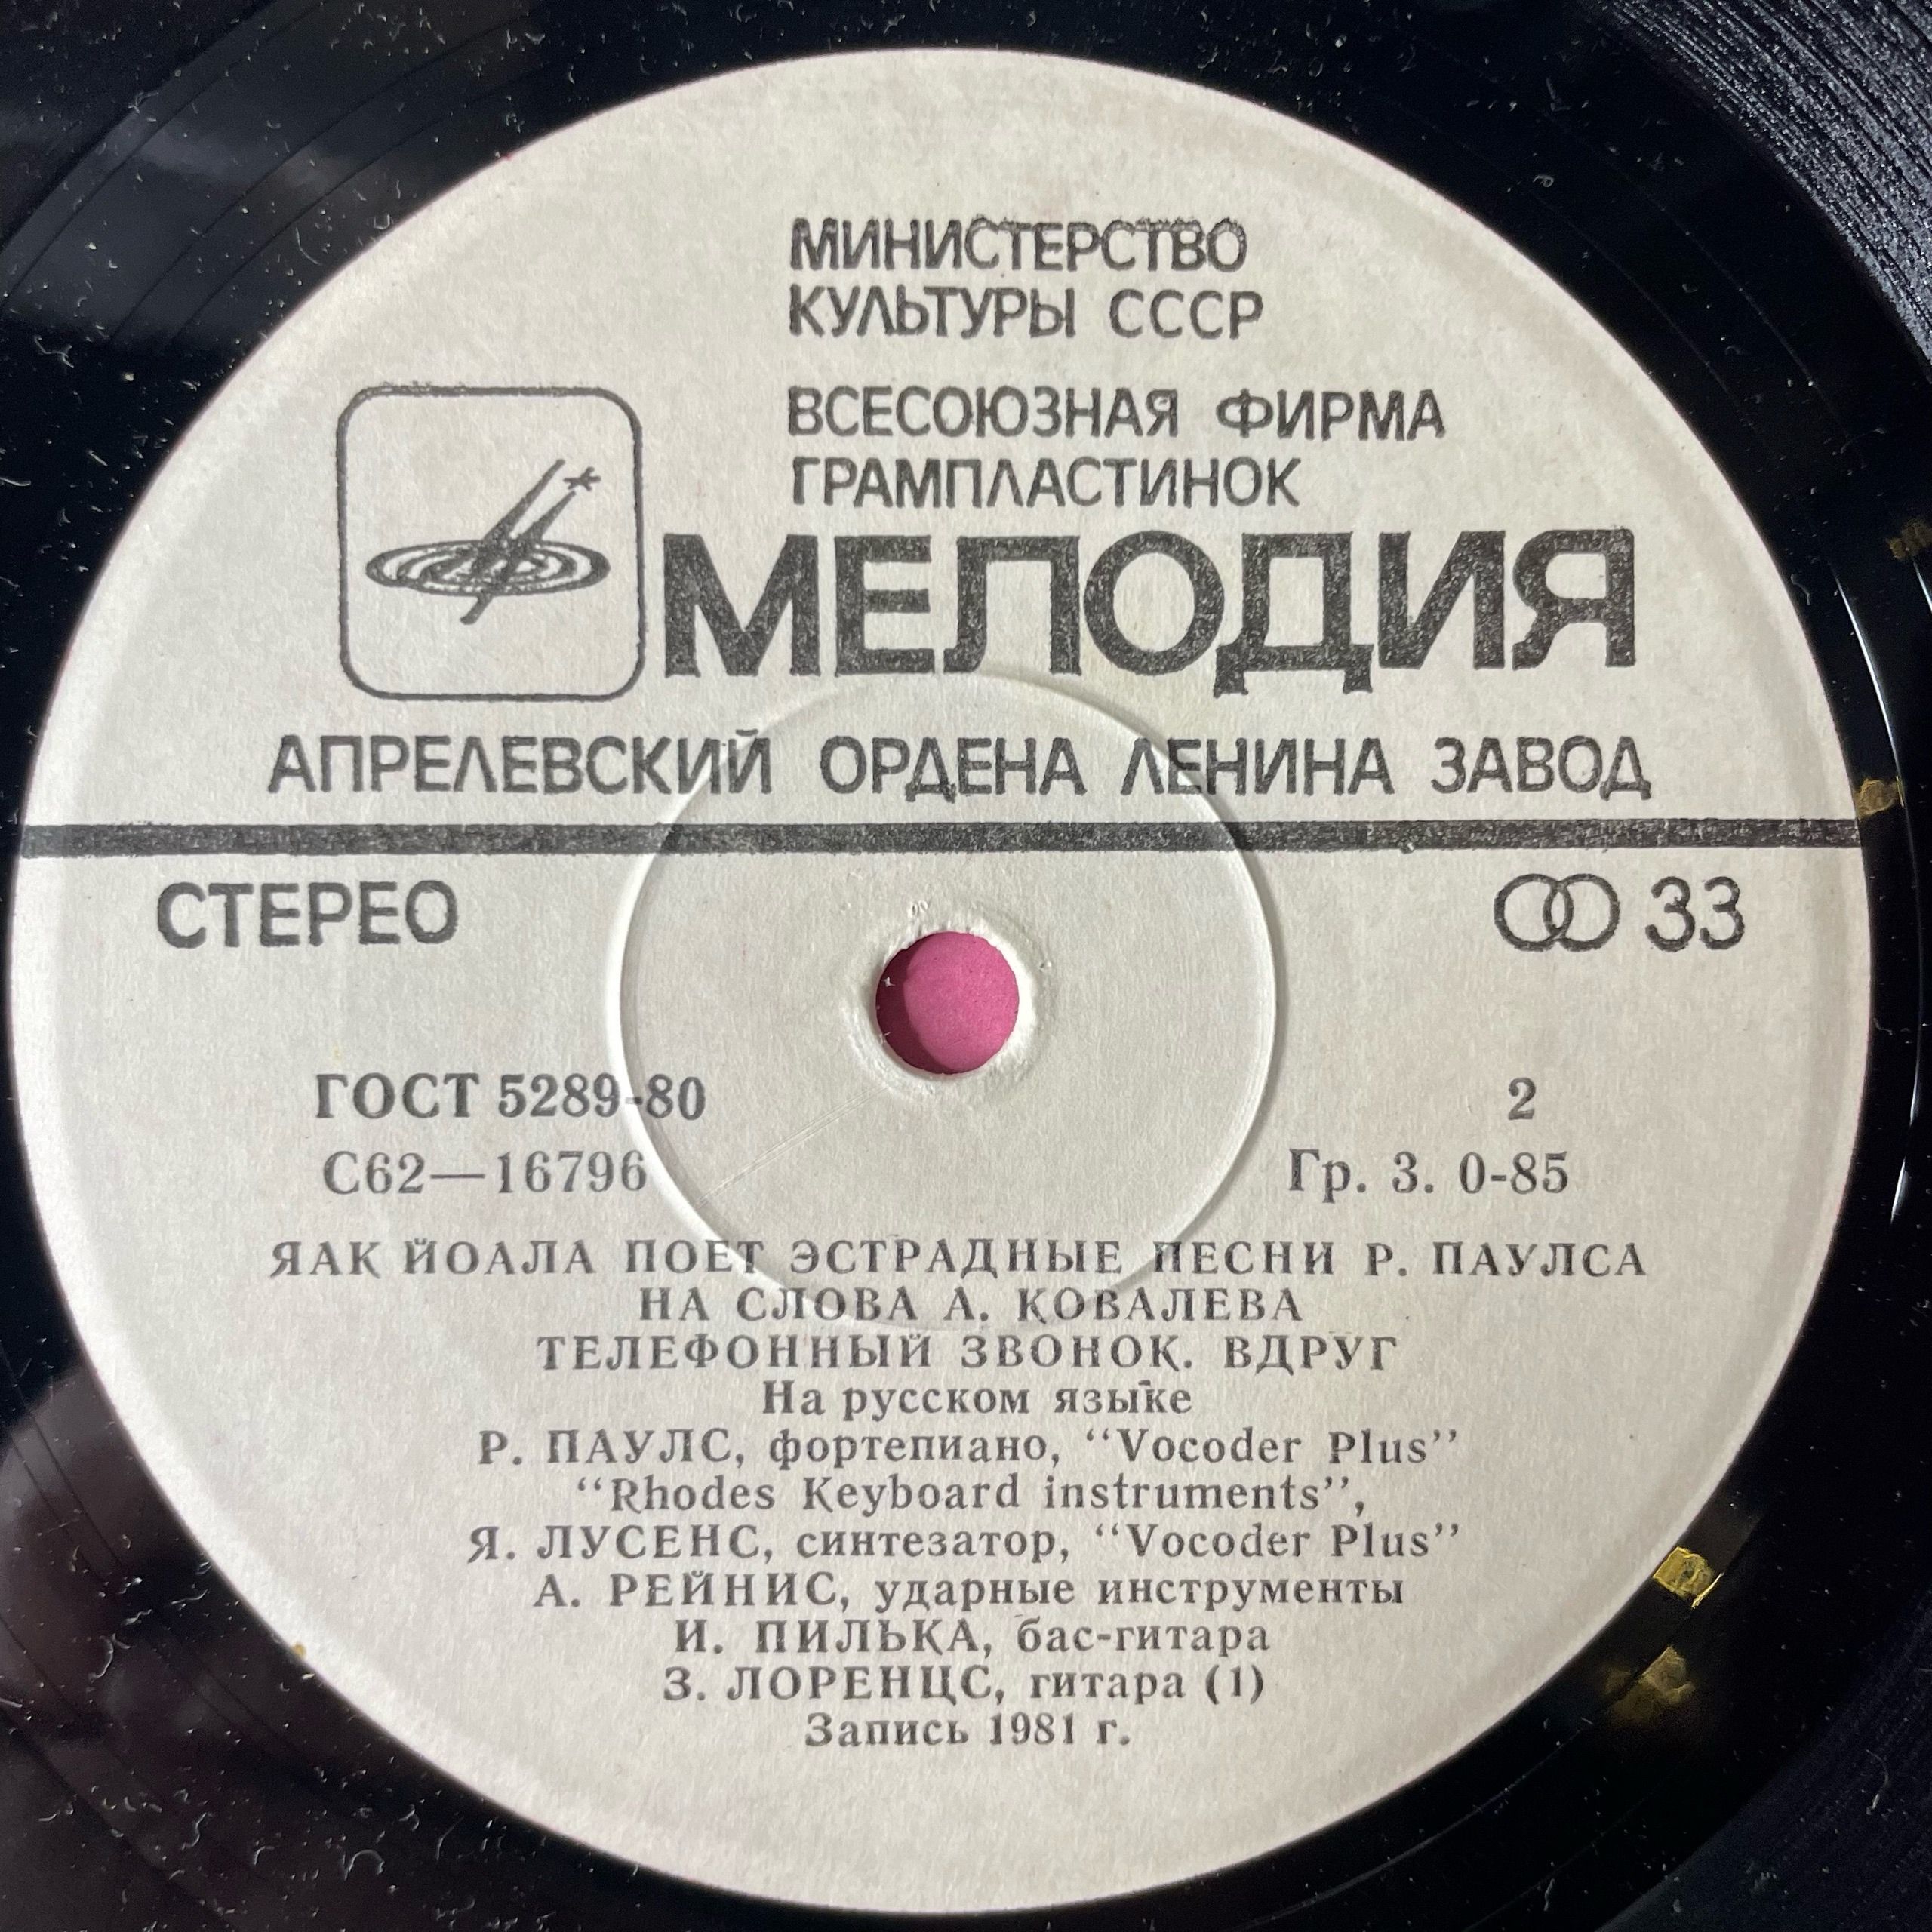 МИНИСТЕРСТВО
КУЛЬТУРЫ СССР
ВСЕСОЮЗНАЯ ФИРМА
ГРАМПЛАСТИНОК
МЕЛОДИЯ
АПРЕЛЕВСКИЙ ОРДЕНА ЛЕНИНА ЗАВОД
СТЕРЕО 33
ГОСТ 5289-80 2
С62—16796 Гр. 3. 0-85
ЯАК ЙОАЛА ПОЕТ ЭСТРАДНЫЕ ПЕСНИ Р. ПАУЛСА
НА СЛОВА А. КОВАЛЕВА
ТЕЛЕФОННЫЙ ЗВОНОК. ВДРУГ
На русском языке
Р. ПАУЛС, фортепиано, “Vocoder Plus”
“Rhodes Keyboard instruments”,
Я. ЛУСЕНС, синтезатор, “Vocoder Plus”
А. РЕЙНИС, ударные инструменты
И. ПИЛЬКА, бас-гитара
З. ЛОРЕНЦС, гитара (1)
Запись 1981 г.